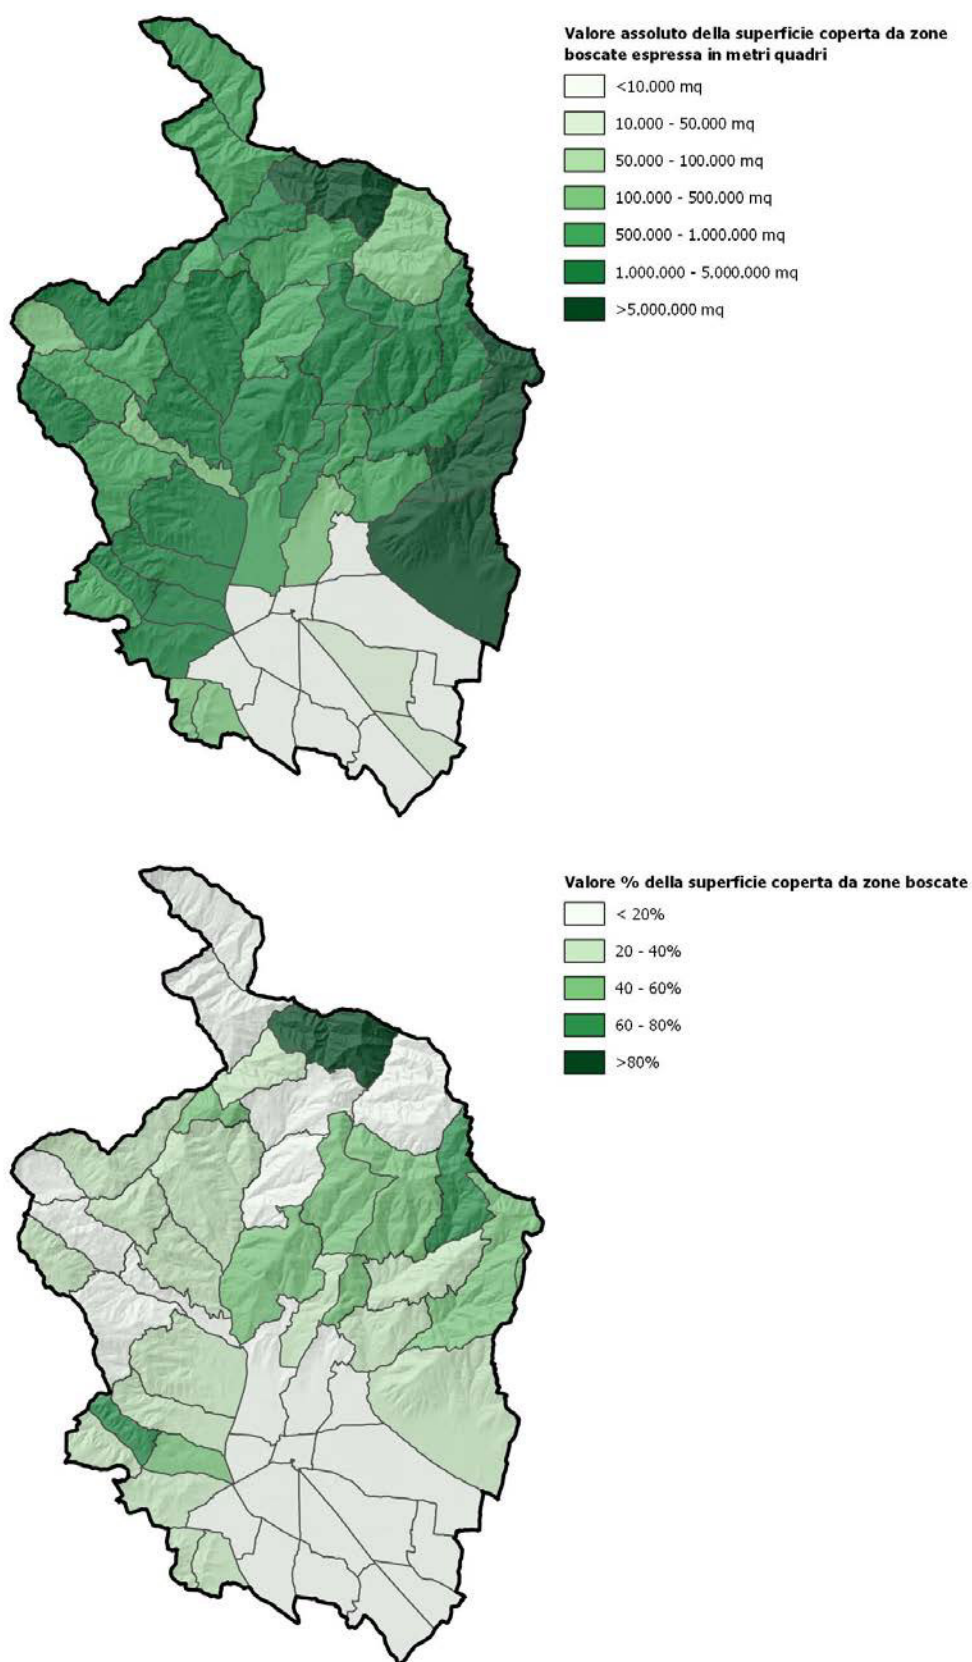 Valore assoluto della superficie coperta da zone
boscate espressa in metri quadri
<10.000 mq
10.000 - 50.000 mq
50.000 - 100.000 mq
100.000 - 500.000 mq
500.000 - 1.000.000 mq
1.000.000 - 5.000.000 mq
>5.000.000 mq
Valore % della superficie coperta da zone boscate
< 20%
20 - 40%
40 - 60%
60 - 80%
>80%